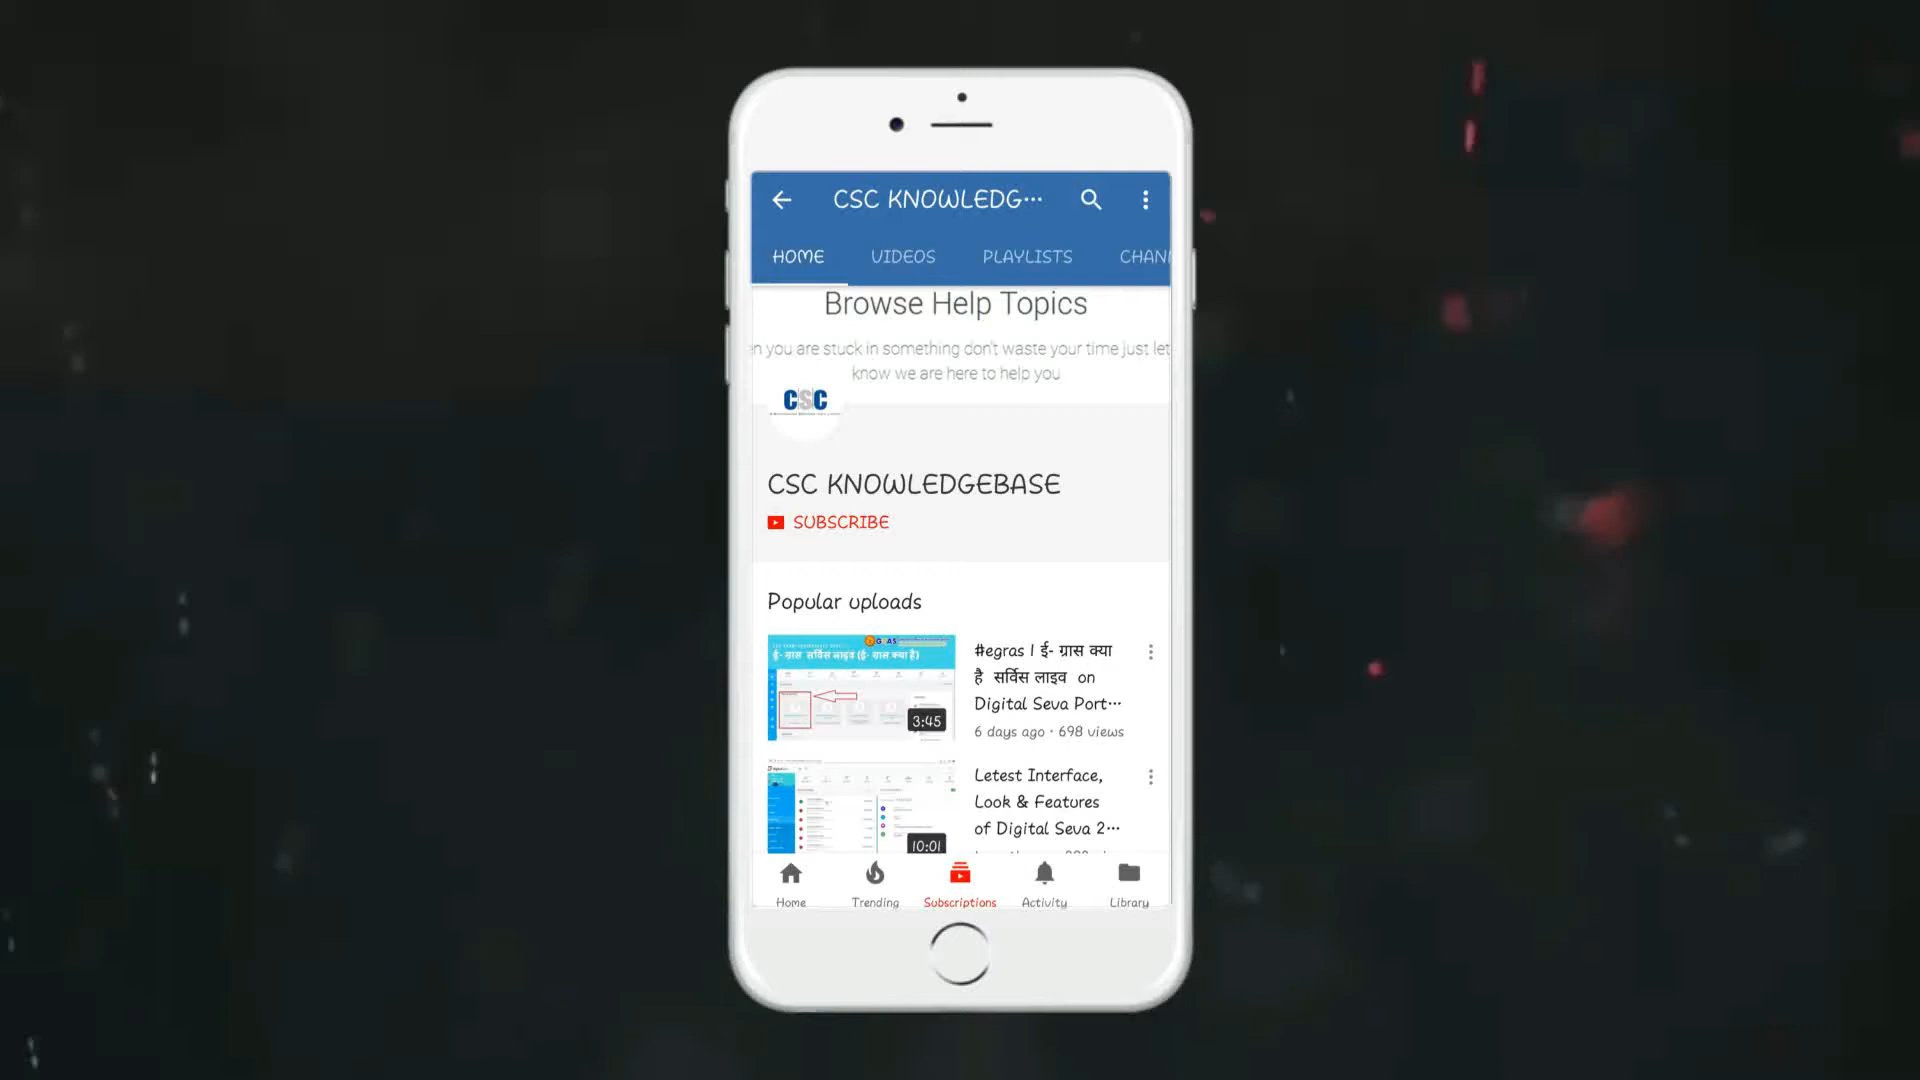 CSC KNOWLEDG...
HOME VIDEOS PLAYLISTS CHAN
Browse Help Topics
n you are stuck in something don't waste your time just let
know we are here to help you
CSC
CSC KNOWLEDGEBASE
SUBSCRIBE
Popular uploads
ई- ग्रास सर्विस लाइव (ई- ग्रास क्या है)
3:45
#egras | ई- ग्रास क्या
है सर्विस लाइव on
Digital Seva Port...
6 days ago · 698 views
10:01
Letest Interface,
Look & Features
of Digital Seva 2...
Home Trending Subscriptions Activity Library